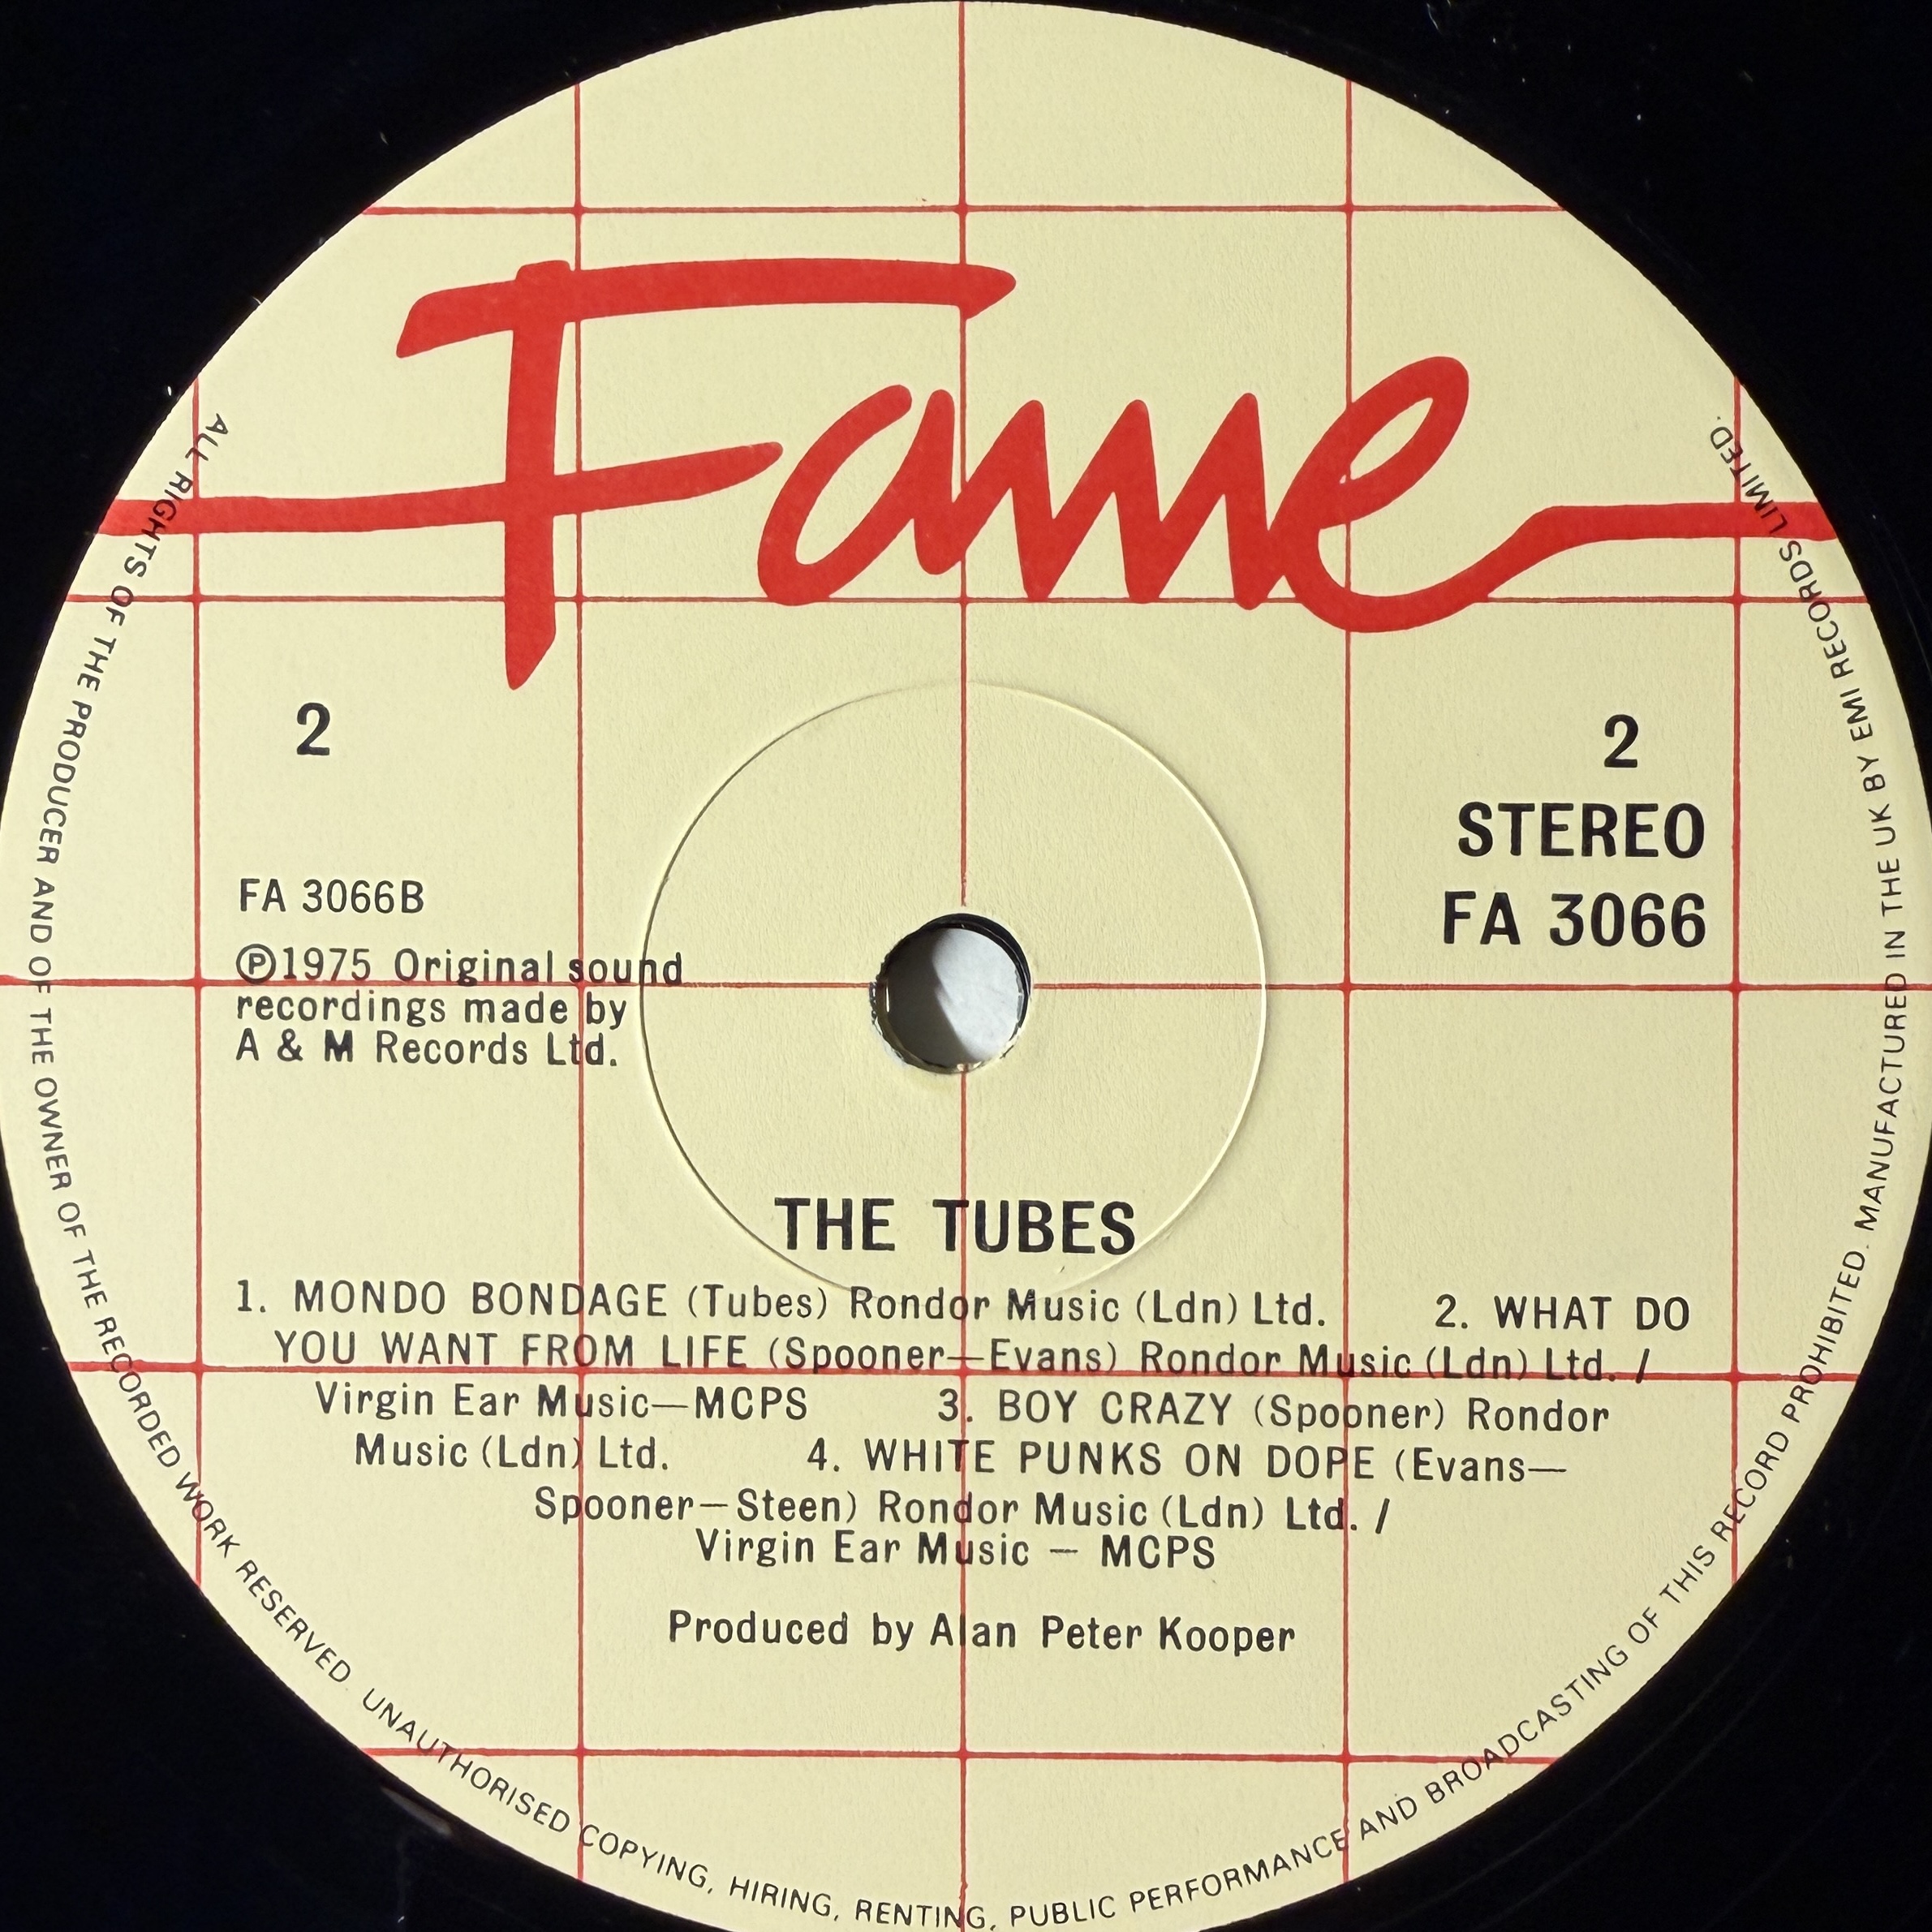 Fame
2
FA 3066B
℗1975 Original sound
recordings made by
A & M Records Ltd.
2
STEREO
FA 3066
THE TUBES
1. MONDO BONDAGE (Tubes) Rondor Music (Ldn) Ltd. 2. WHAT DO
YOU WANT FROM LIFE (Spooner—Evans) Rondor Music (Ldn) Ltd. /
Virgin Ear Music—MCPS 3. BOY CRAZY (Spooner) Rondor
Music (Ldn) Ltd. 4. WHITE PUNKS ON DOPE (Evans—
Spooner—Steen) Rondor Music (Ldn) Ltd. /
Virgin Ear Music — MCPS
Produced by Alan Peter Kooper
ALL RIGHTS OF THE PRODUCER AND OF THE OWNER OF THE RECORDED WORK RESERVED. UNAUTHORISED COPYING, HIRING, RENTING, PUBLIC PERFORMANCE AND BROADCASTING OF THIS RECORD PROHIBITED. MANUFACTURED IN THE UK BY EMI RECORDS LIMITED.